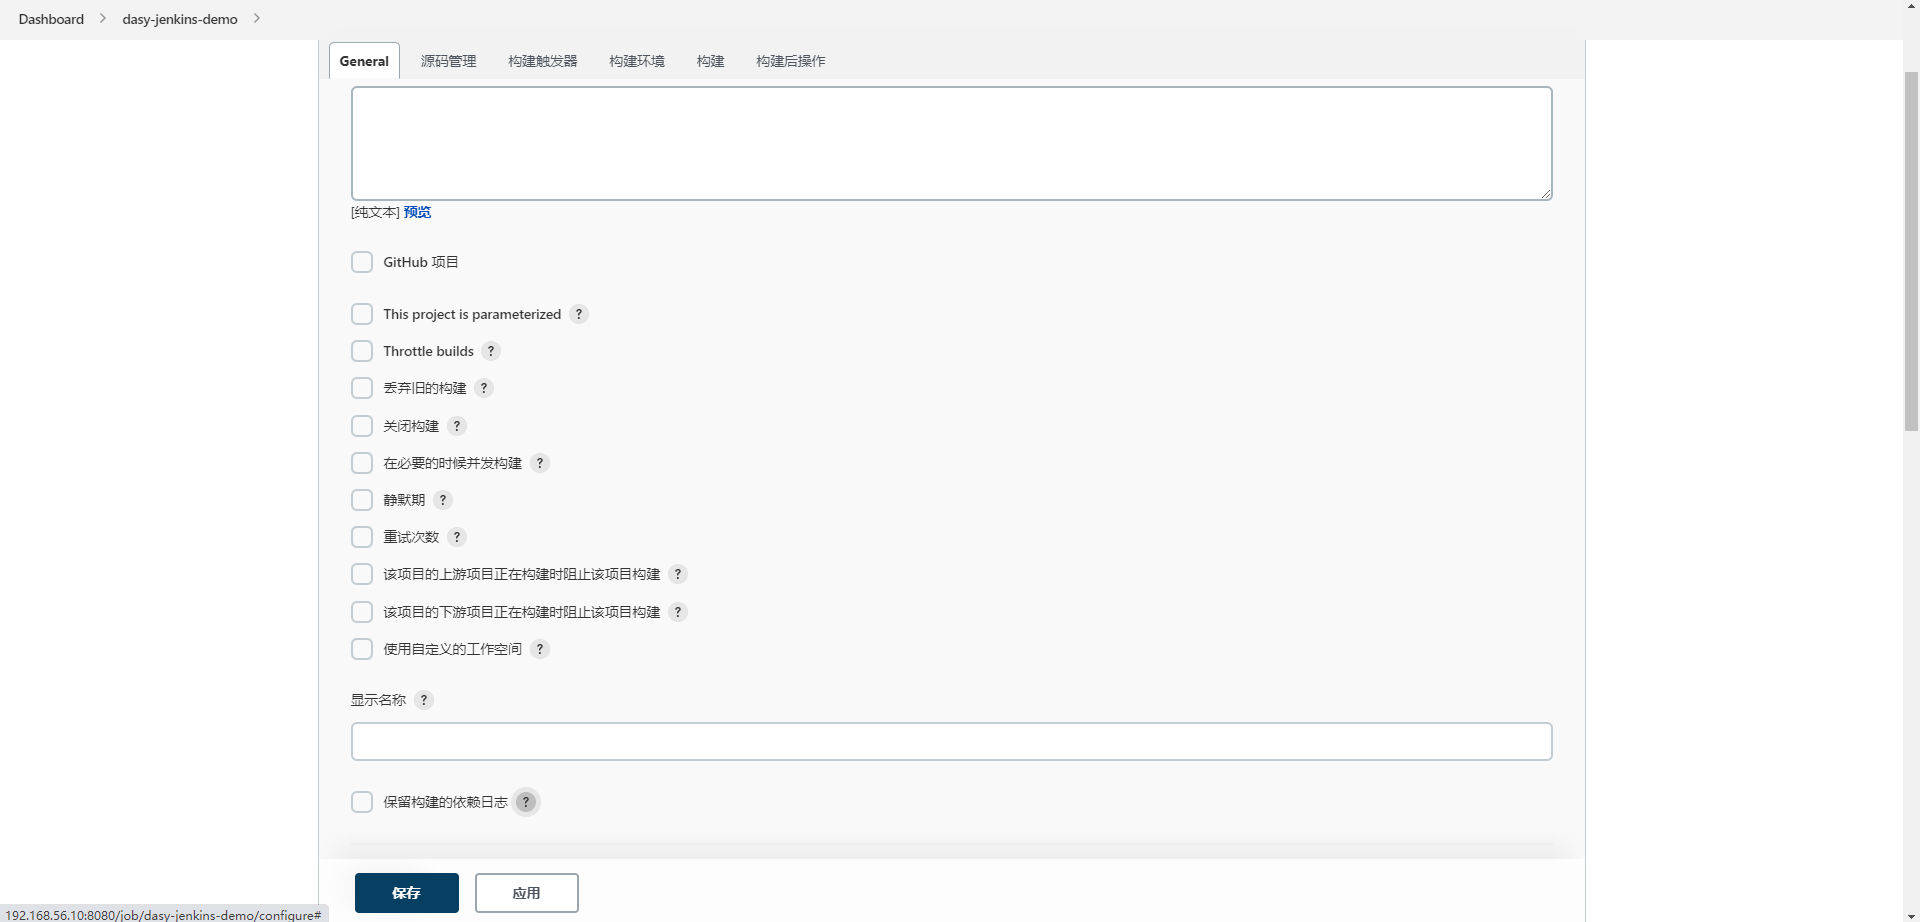 Dashboard > dasy-jenkins-demo >
General 源码管理 构建触发器 构建环境 构建 构建后操作
[纯文本] 预览
GitHub 项目
This project is parameterized ?
Throttle builds ?
丢弃旧的构建 ?
关闭构建 ?
在必要的时候并发构建 ?
静默期 ?
重试次数 ?
该项目的上游项目正在构建时阻止该项目构建 ?
该项目的下游项目正在构建时阻止该项目构建 ?
使用自定义的工作空间 ?
显示名称 ?
保留构建的依赖日志 ?
保存 应用
192.168.56.10:8080/job/dasy-jenkins-demo/configure#